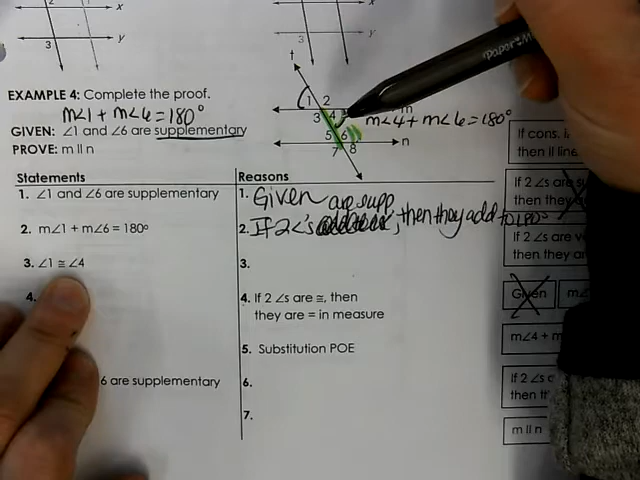 2 x
3 y
x
3 y
EXAMPLE 4: Complete the proof.
m∠1 + m∠6 = 180°
GIVEN: ∠1 and ∠6 are supplementary
PROVE: m || n
t
1 2
3 4 m
m∠4 + m∠6 = 180°
5 6
7 8 n
Statements Reasons
1. ∠1 and ∠6 are supplementary 1. Given
2. m∠1 + m∠6 = 180° 2. If 2 ∠'s are supp, then they add to 180°
3. ∠1 ≅ ∠4 3.
4. 4. If 2 ∠s are ≅, then
they are = in measure
5. Substitution POE
6 are supplementary 6.
7.
If cons. i
then ll line
If 2 ∠s are su
then they a
If 2 ∠s are ve
then they are
Given m∠
m∠4 + m
If 2 ∠s
then th
m || n